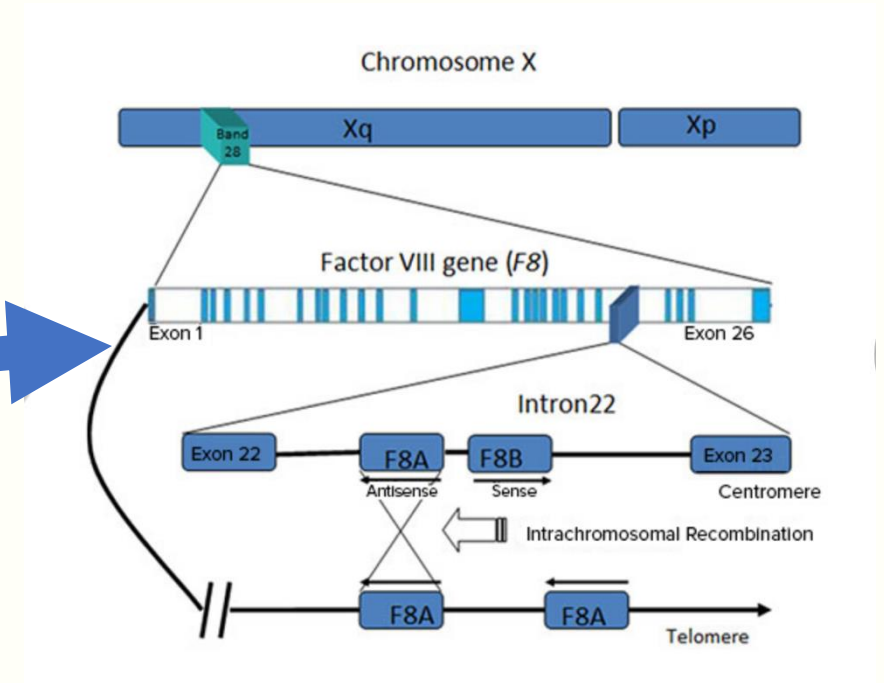 Chromosome X
Band
28
Xq
Xp
Factor VIII gene (F8)
Exon 1
Exon 26
Intron22
Exon 22
F8A
F8B
Exon 23
Antisense
Sense
Centromere
Intrachromosomal Recombination
F8A
F8A
Telomere